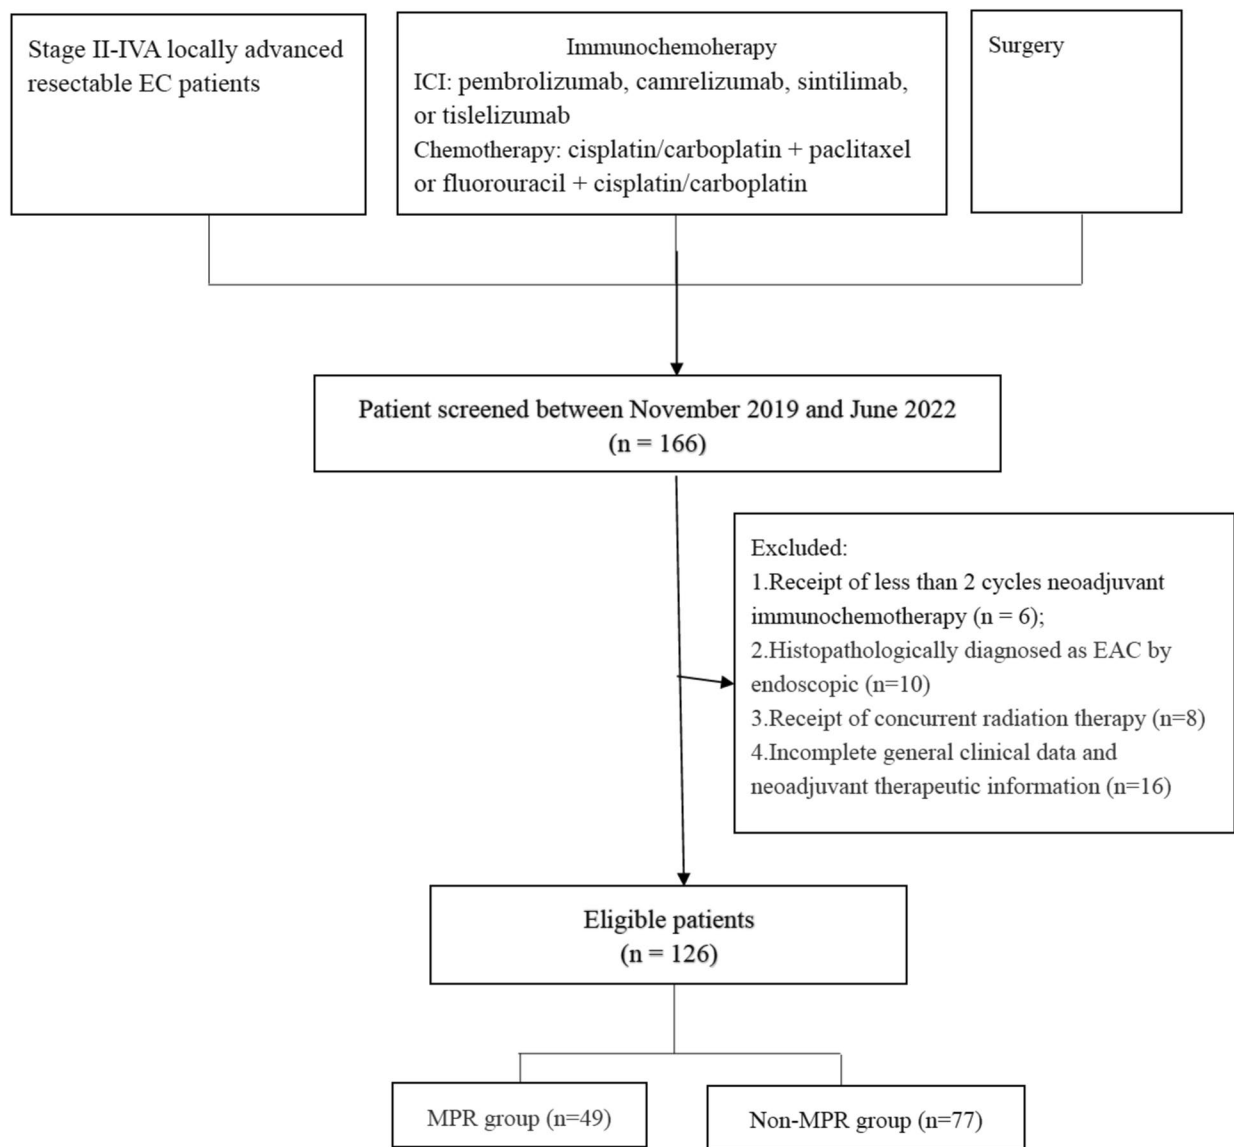 Stage II-IVA locally advanced
resectable EC patients
Immunochemoherapy
ICI: pembrolizumab, camrelizumab, sintilimab,
or tislelizumab
Chemotherapy: cisplatin/carboplatin + paclitaxel
or fluorouracil + cisplatin/carboplatin
Surgery
Patient screened between November 2019 and June 2022
(n = 166)
Excluded:
1.Receipt of less than 2 cycles neoadjuvant
immunochemotherapy (n = 6);
2.Histopathologically diagnosed as EAC by
endoscopic (n=10)
3.Receipt of concurrent radiation therapy (n=8)
4.Incomplete general clinical data and
neoadjuvant therapeutic information (n=16)
Eligible patients
(n = 126)
MPR group (n=49)
Non-MPR group (n=77)